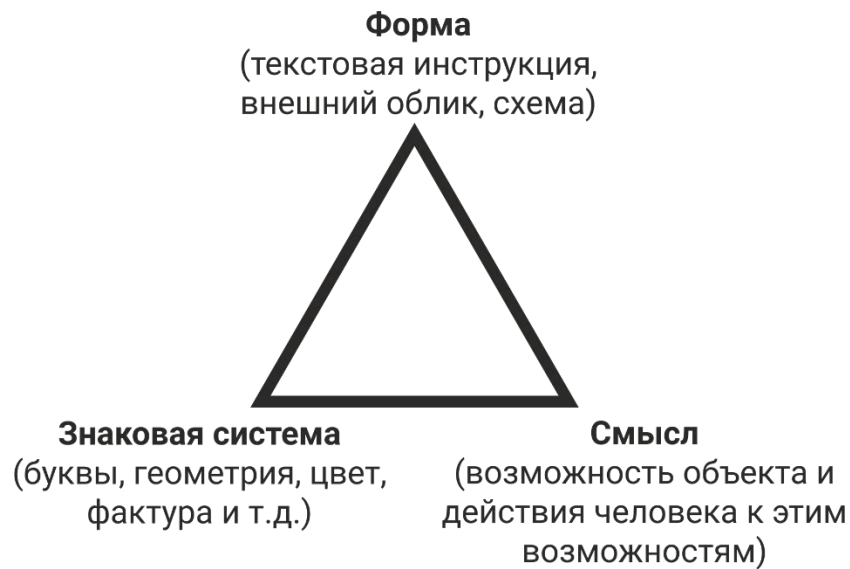 Форма
(текстовая инструкция,
внешний облик, схема)
Знаковая система
(буквы, геометрия, цвет,
фактура и т.д.)
Смысл
(возможность объекта и
действия человека к этим
возможностям)